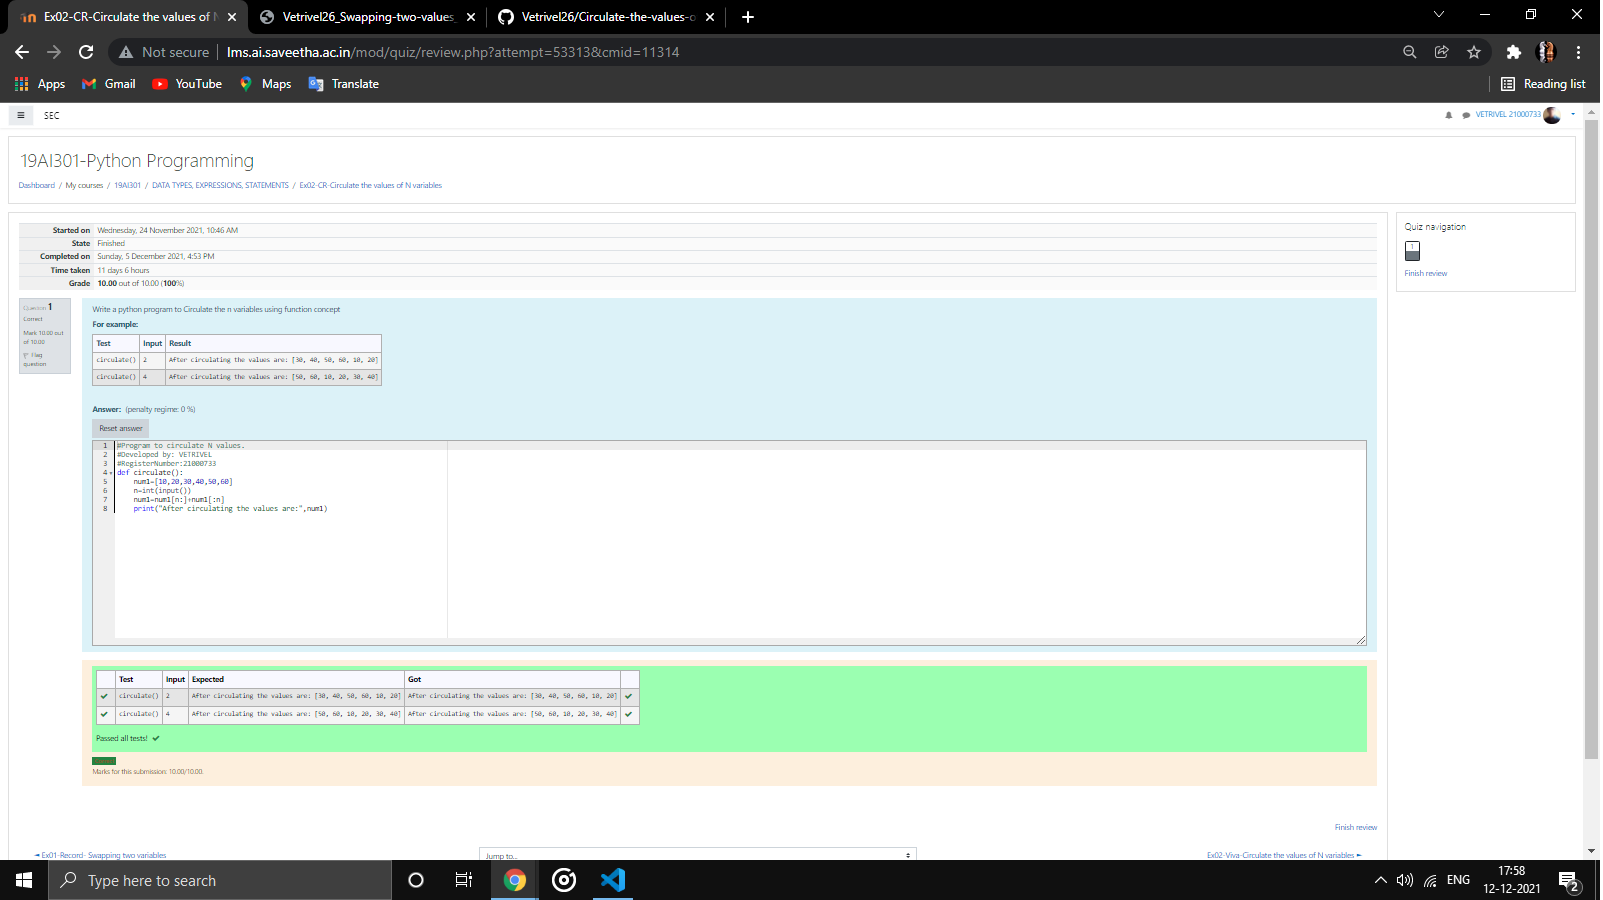 Ex02-CR-Circulate the values of N
Vetrivel26_Swapping-two-values_
Vetrivel26/Circulate-the-values-o
Not secure
lms.ai.saveetha.ac.in/mod/quiz/review.php?attempt=53313&cmid=11314
Apps Gmail YouTube Maps Translate Reading list
SEC VETRIVEL 21000733
19AI301-Python Programming
Dashboard / My courses / 19AI301 / DATA TYPES, EXPRESSIONS, STATEMENTS / Ex02-CR-Circulate the values of N variables
Started on Wednesday, 24 November 2021, 10:46 AM
State Finished
Completed on Sunday, 5 December 2021, 4:53 PM
Time taken 11 days 6 hours
Grade 10.00 out of 10.00 (100%)
Quiz navigation
1
Finish review
Question 1
Correct
Mark 10.00 out
of 10.00
Flag
question
Write a python program to Circulate the n variables using function concept
For example:
Test Input Result
circulate() 2 After circulating the values are: [30, 40, 50, 60, 10, 20]
circulate() 4 After circulating the values are: [50, 60, 10, 20, 30, 40]
Answer: (penalty regime: 0 %)
Reset answer
1 #Program to circulate N values.
2 #Developed by: VETRIVEL
3 #RegisterNumber:21000733
4 def circulate():
5 num1=[10,20,30,40,50,60]
6 n=int(input())
7 num1=num1[n:]+num1[:n]
8 print("After circulating the values are:",num1)
Test Input Expected Got
circulate() 2 After circulating the values are: [30, 40, 50, 60, 10, 20] After circulating the values are: [30, 40, 50, 60, 10, 20]
circulate() 4 After circulating the values are: [50, 60, 10, 20, 30, 40] After circulating the values are: [50, 60, 10, 20, 30, 40]
Passed all tests!
Marks for this submission: 10.00/10.00.
Finish review
◄ Ex01-Record- Swapping two variables
Jump to...
Ex02-Viva-Circulate the values of N variables ►
Type here to search
ENG
17:58
12-12-2021
2